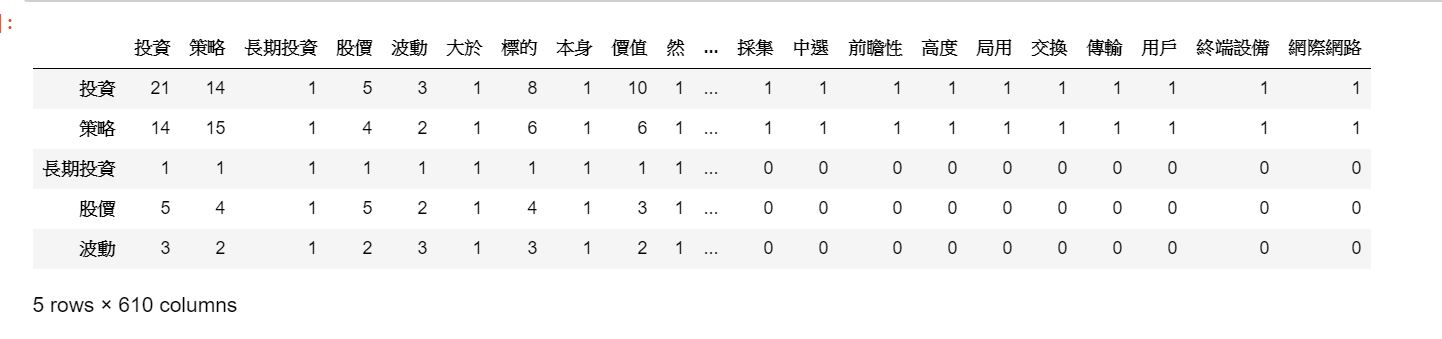 ]:
投資 策略 長期投資 股價 波動 大於 標的 本身 價值 然 ... 採集 中選 前瞻性 高度 局用 交換 傳輸 用戶 終端設備 網際網路
投資 21 14 1 5 3 1 8 1 10 1 ... 1 1 1 1 1 1 1 1 1 1
策略 14 15 1 4 2 1 6 1 6 1 ... 1 1 1 1 1 1 1 1 1 1
長期投資 1 1 1 1 1 1 1 1 1 1 ... 0 0 0 0 0 0 0 0 0 0
股價 5 4 1 5 2 1 4 1 3 1 ... 0 0 0 0 0 0 0 0 0 0
波動 3 2 1 2 3 1 3 1 2 1 ... 0 0 0 0 0 0 0 0 0 0
5 rows × 610 columns